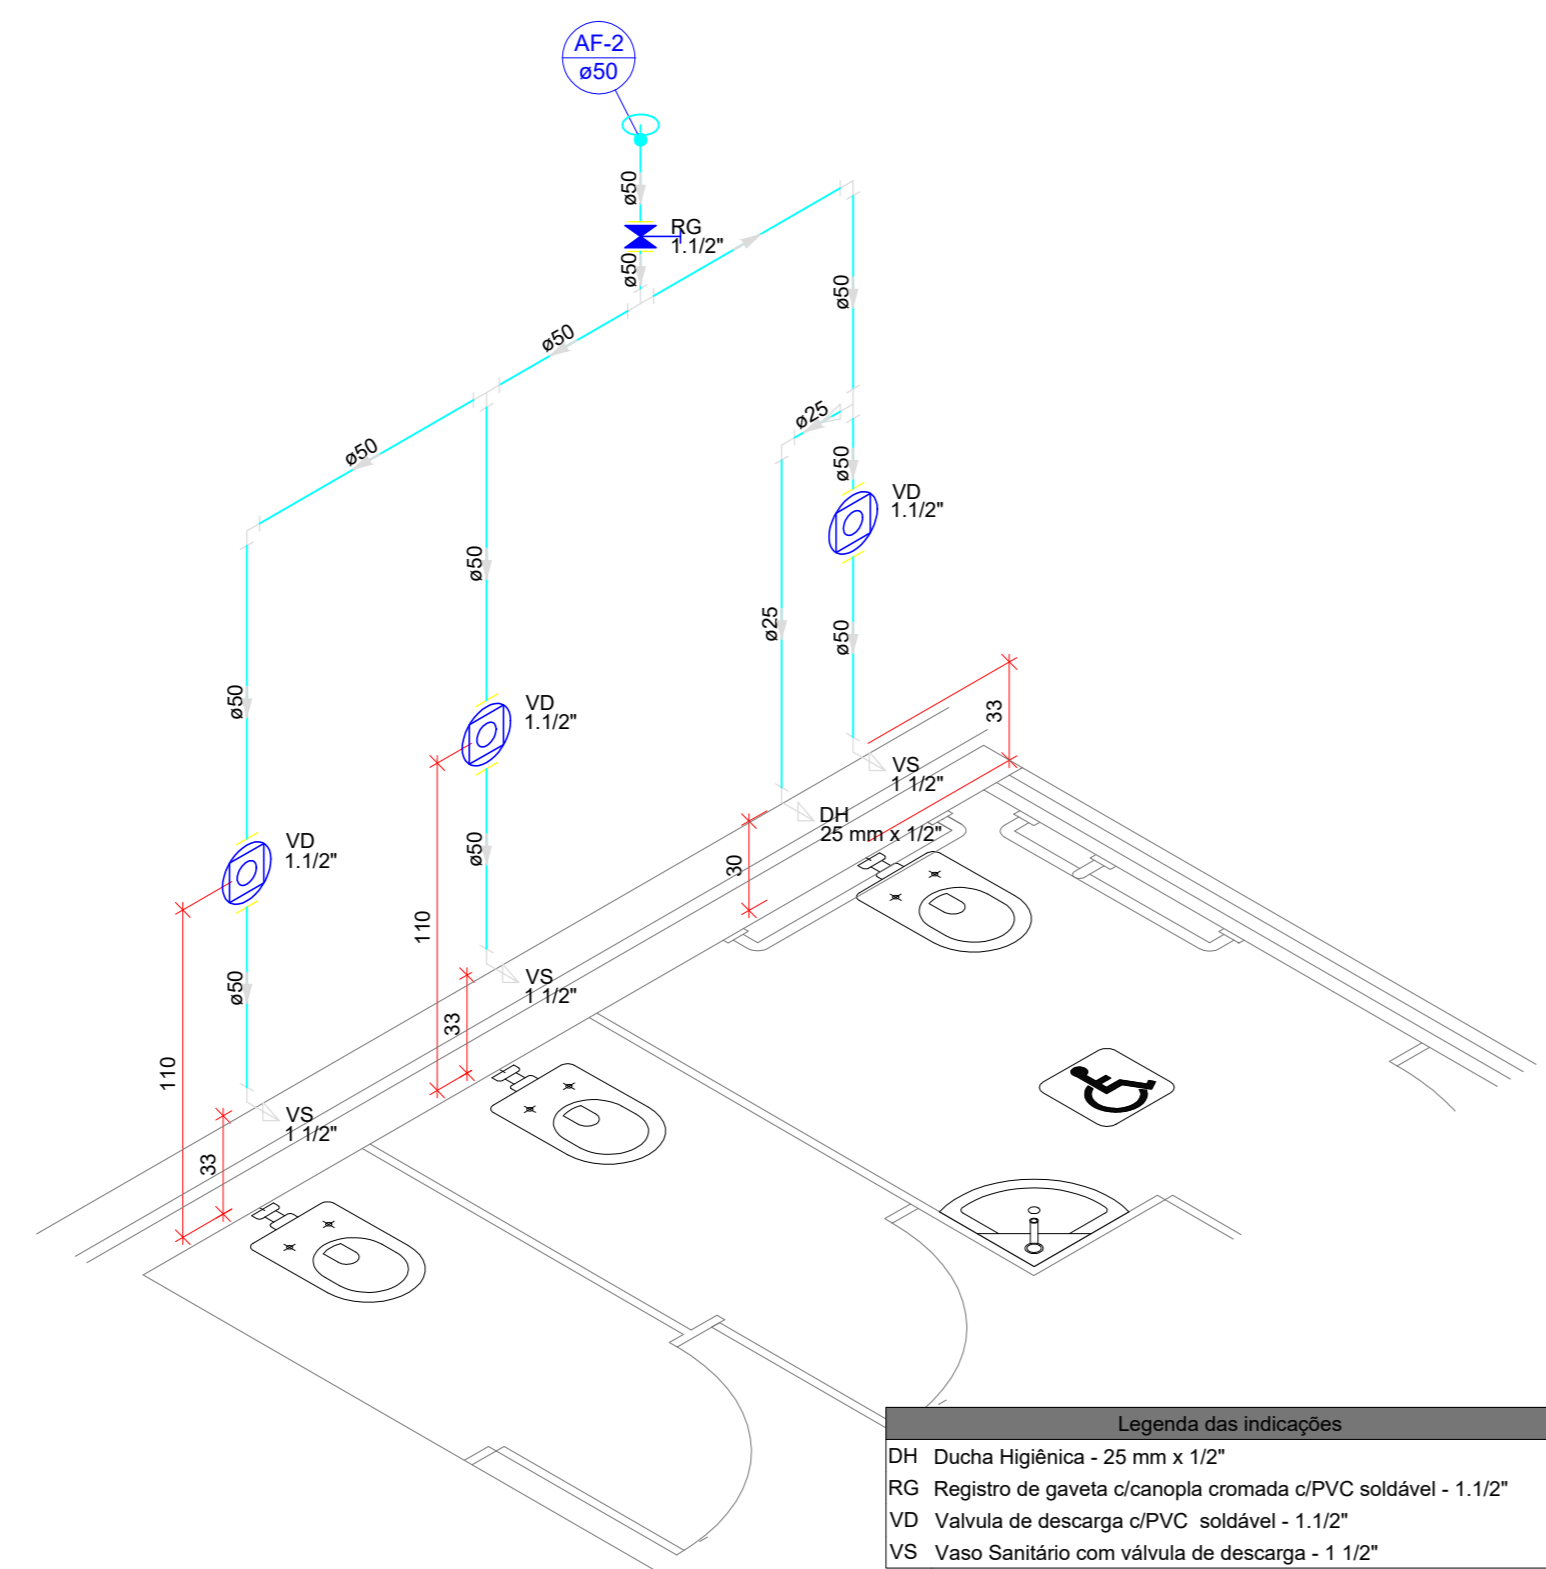 AF-2
ø50
ø50
RG
1.1/2"
ø50
ø50
ø50
ø50
ø25
ø50
ø50
VD
1.1/2"
ø50
ø25
ø50
ø50
VD
1.1/2"
33
VS
1 1/2"
DH
25 mm x 1/2"
30
VD
1.1/2"
ø50
110
VS
1 1/2"
ø50
33
110
VS
1 1/2"
33
Legenda das indicações
DH Ducha Higiênica - 25 mm x 1/2"
RG Registro de gaveta c/canopla cromada c/PVC soldável - 1.1/2"
VD Valvula de descarga c/PVC soldável - 1.1/2"
VS Vaso Sanitário com válvula de descarga - 1 1/2"